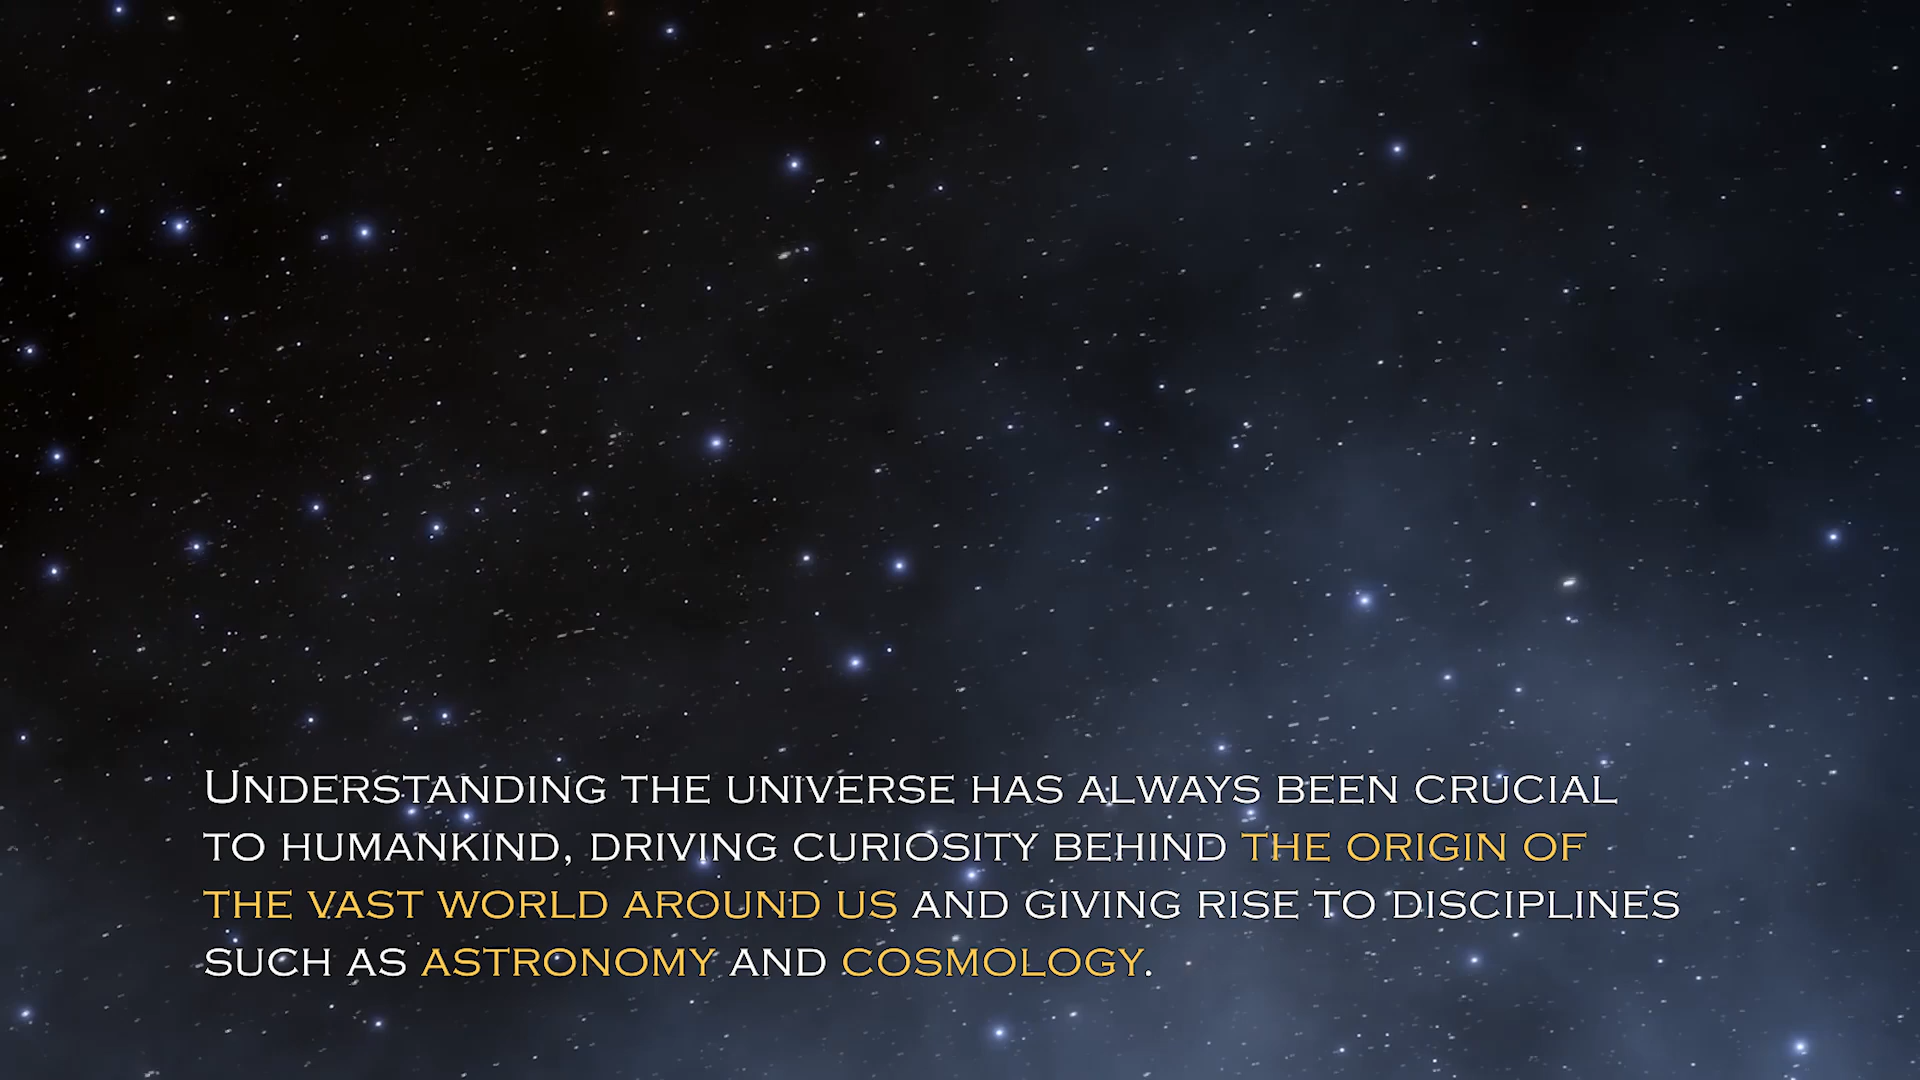 Understanding the universe has always been crucial
to humankind, driving curiosity behind the origin of
the vast world around us and giving rise to disciplines
such as astronomy and cosmology.